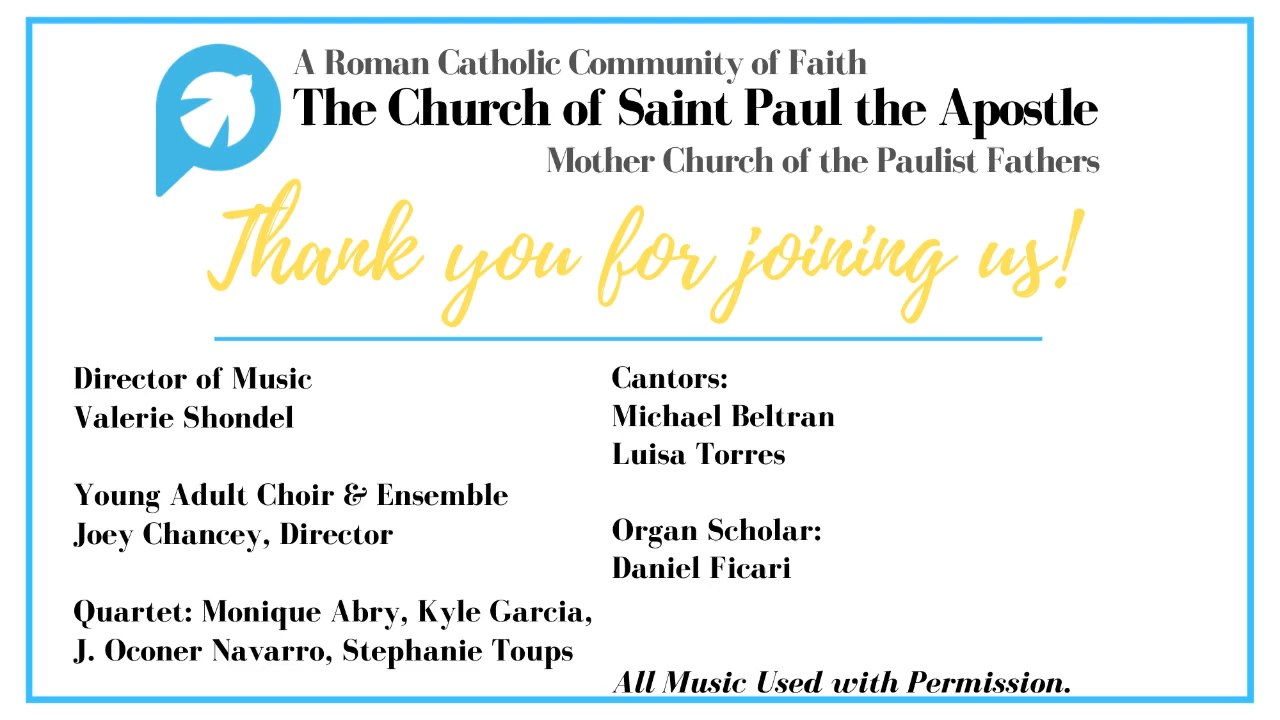 A Roman Catholic Community of Faith
The Church of Saint Paul the Apostle
Mother Church of the Paulist Fathers
Thank you for joining us!
Director of Music
Valerie Shondel
Young Adult Choir & Ensemble
Joey Chancey, Director
Quartet: Monique Abry, Kyle Garcia,
J. Oconer Navarro, Stephanie Toups
Cantors:
Michael Beltran
Luisa Torres
Organ Scholar:
Daniel Ficari
All Music Used with Permission.